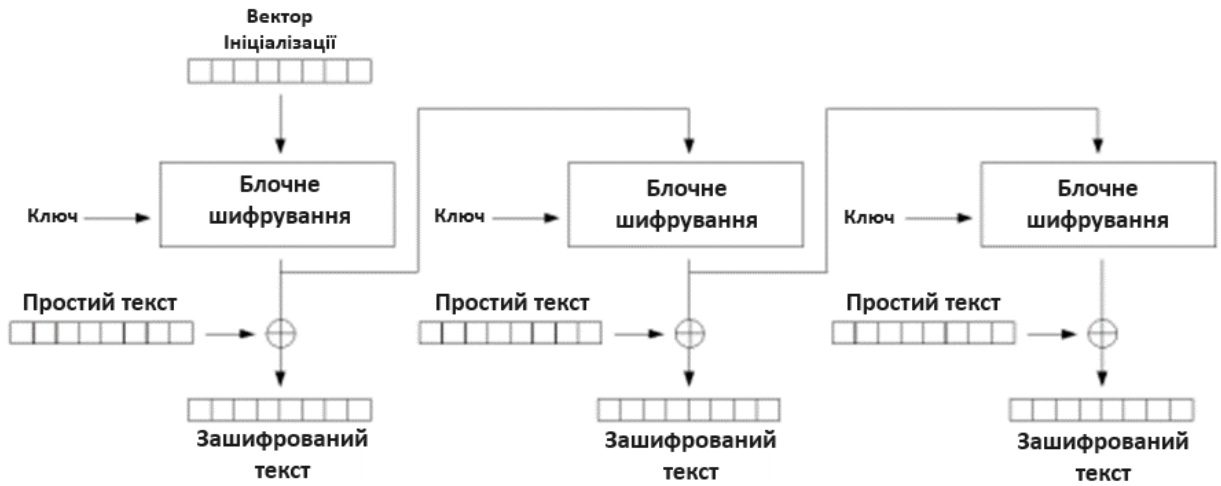 Вектор
Ініціалізації
Блочне
шифрування
Ключ
Блочне
шифрування
Ключ
Блочне
шифрування
Ключ
Простий текст
Простий текст
Простий текст
Зашифрований
текст
Зашифрований
текст
Зашифрований
текст